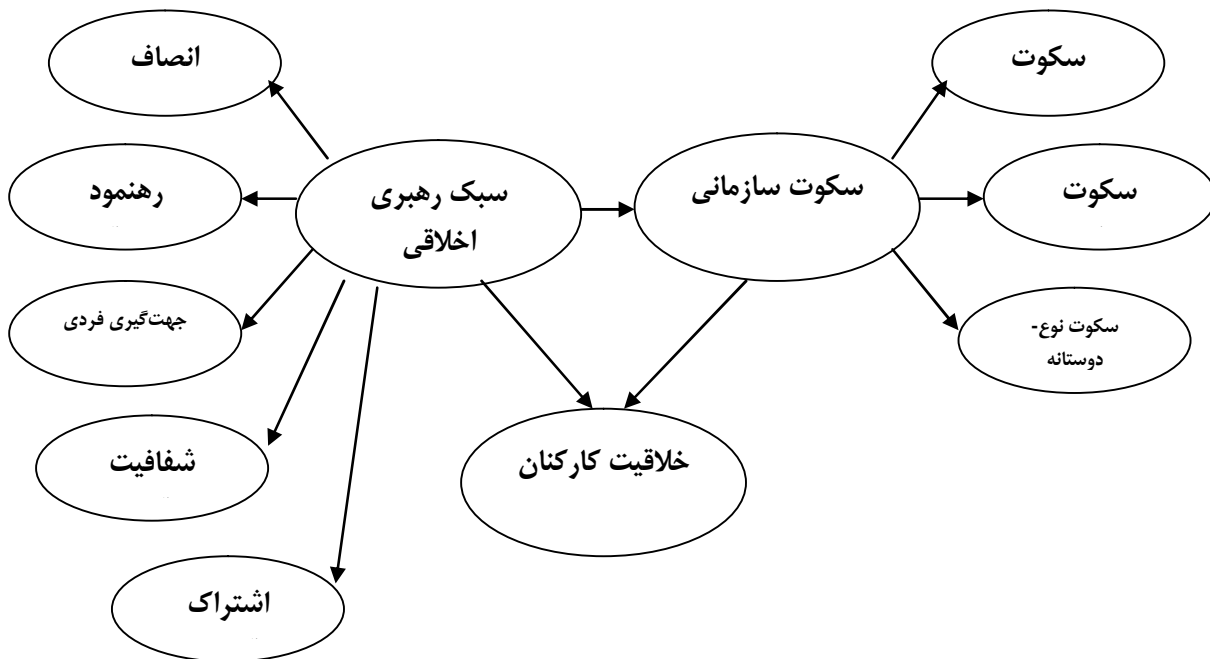 انصاف
سکوت
رهنمود
سبک رهبری
اخلاقی
سکوت سازمانی
سکوت
جهت‌گیری فردی
سکوت نوع-
دوستانه
شفافیت
خلاقیت کارکنان
اشتراک